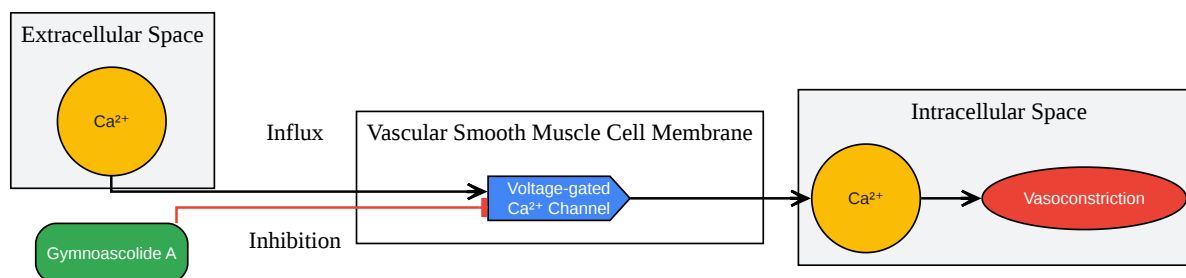 Extracellular Space
Ca²⁺
Influx
Vascular Smooth Muscle Cell Membrane
Voltage-gated
Ca²⁺ Channel
Intracellular Space
Ca²⁺
Vasoconstriction
Inhibition
Gymnoascolide A